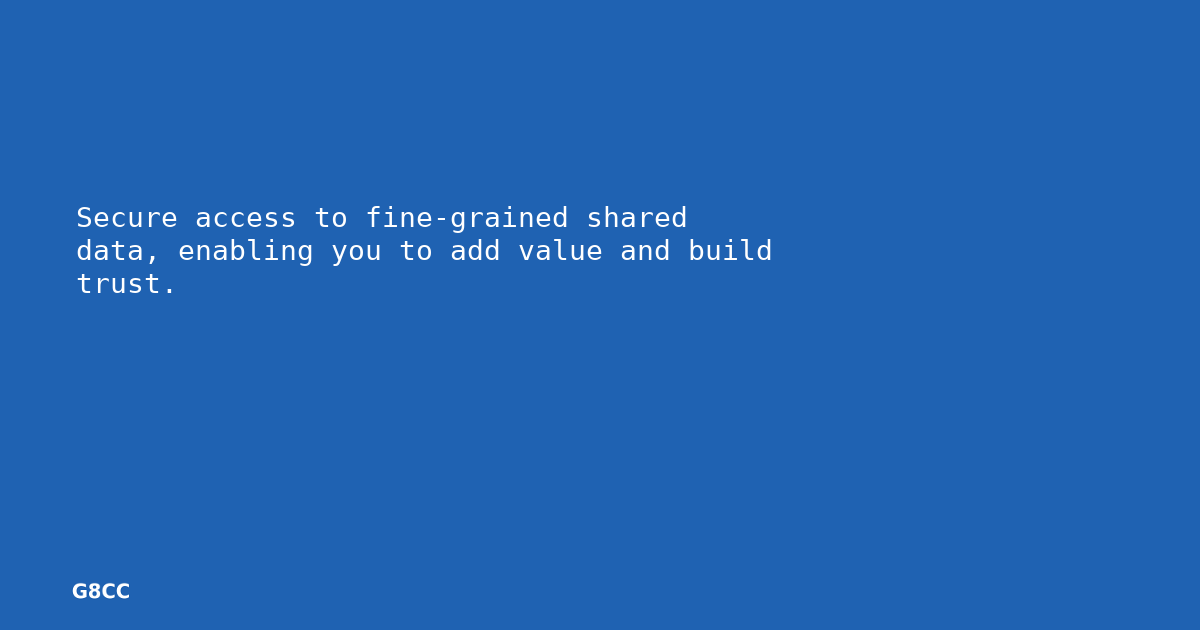 Secure access to fine-grained shared
data, enabling you to add value and build
trust.
G8CC